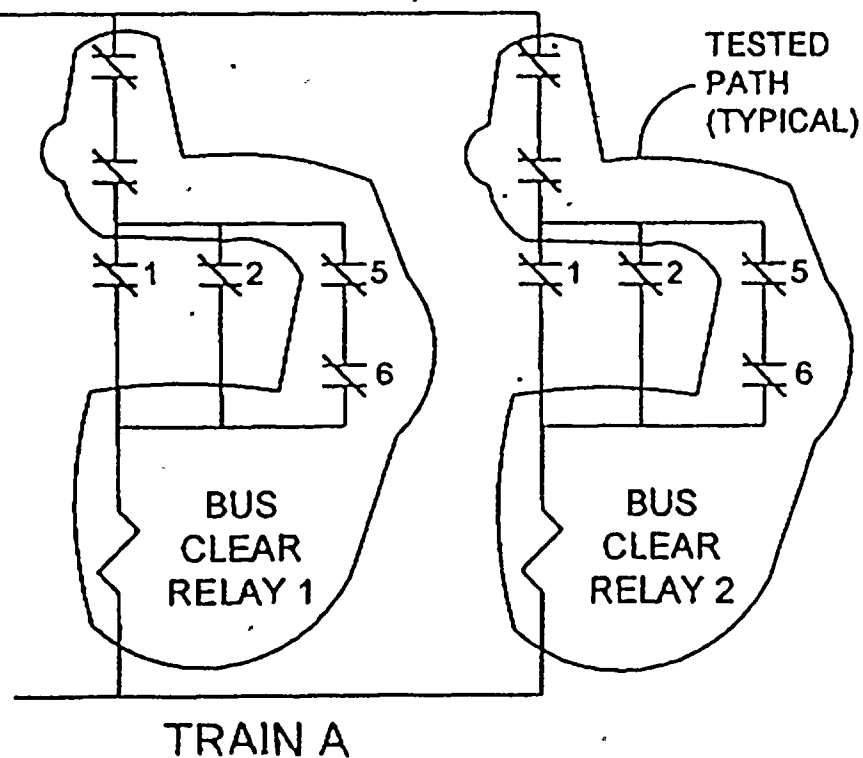 TESTED
PATH
(TYPICAL)
1 2 5 1 2 5
6 6
BUS
CLEAR
RELAY 1
BUS
CLEAR
RELAY 2
TRAIN A